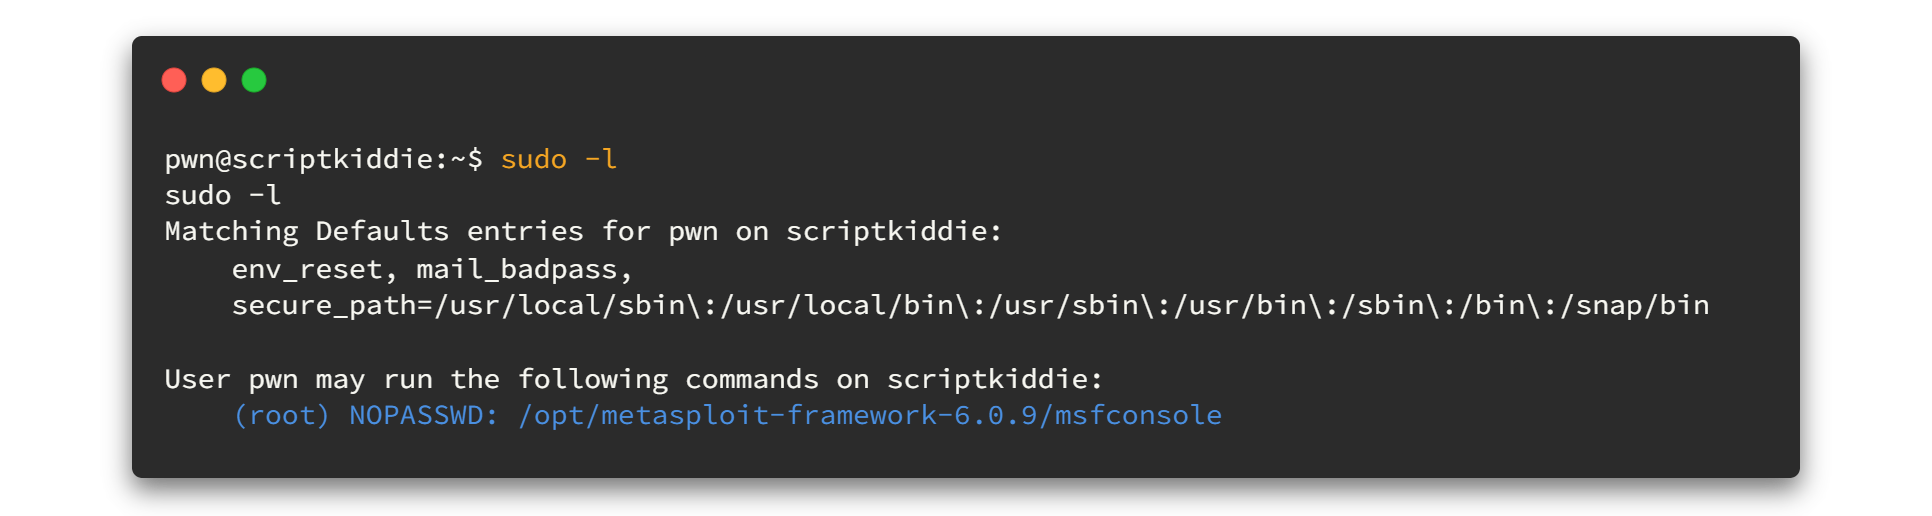 pwn@scriptkiddie:~$ sudo -l
sudo -l
Matching Defaults entries for pwn on scriptkiddie:
    env_reset, mail_badpass,
    secure_path=/usr/local/sbin\:/usr/local/bin\:/usr/sbin\:/usr/bin\:/sbin\:/bin\:/snap/bin

User pwn may run the following commands on scriptkiddie:
    (root) NOPASSWD: /opt/metasploit-framework-6.0.9/msfconsole